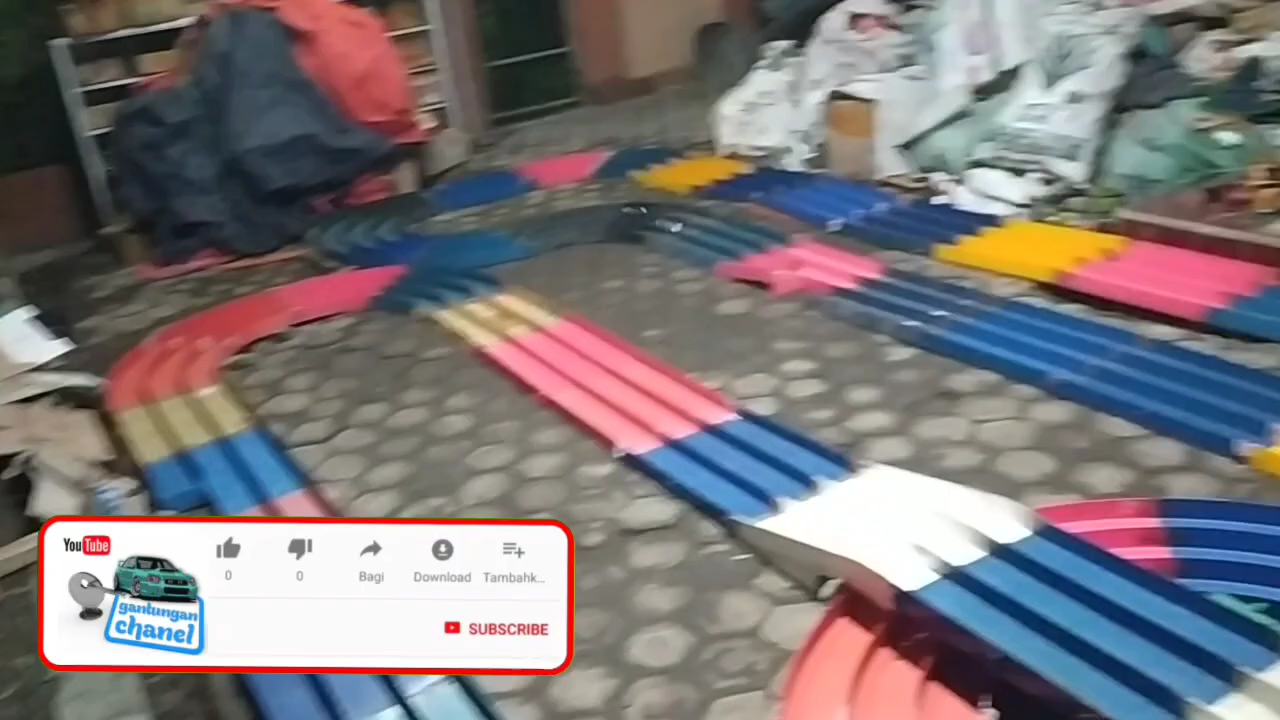 YouTube
gantungan
chanel
0
0
Bagi
Download
Tambahk...
SUBSCRIBE